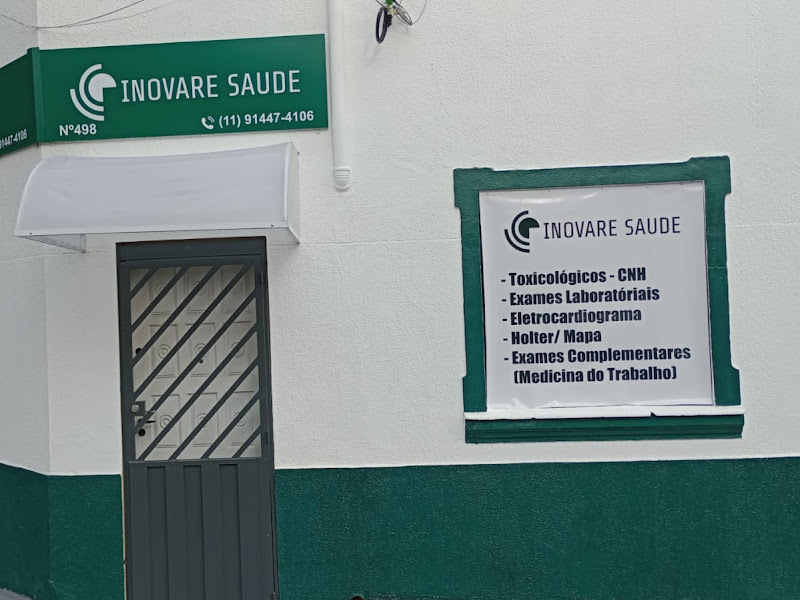 INOVARE SAUDE
Nº498
(11) 91447-4106
91447-4106
INOVARE SAUDE
- Toxicológicos - CNH
- Exames Laboratóriais
- Eletrocardiograma
- Holter/ Mapa
- Exames Complementares
(Medicina do Trabalho)